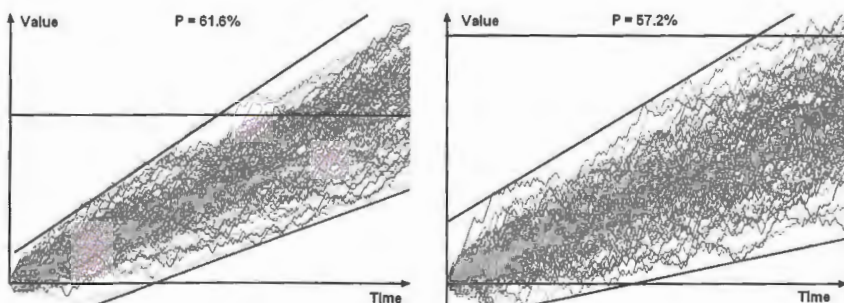 Value
P = 61.6%
Time
Value
P = 57.2%
Time